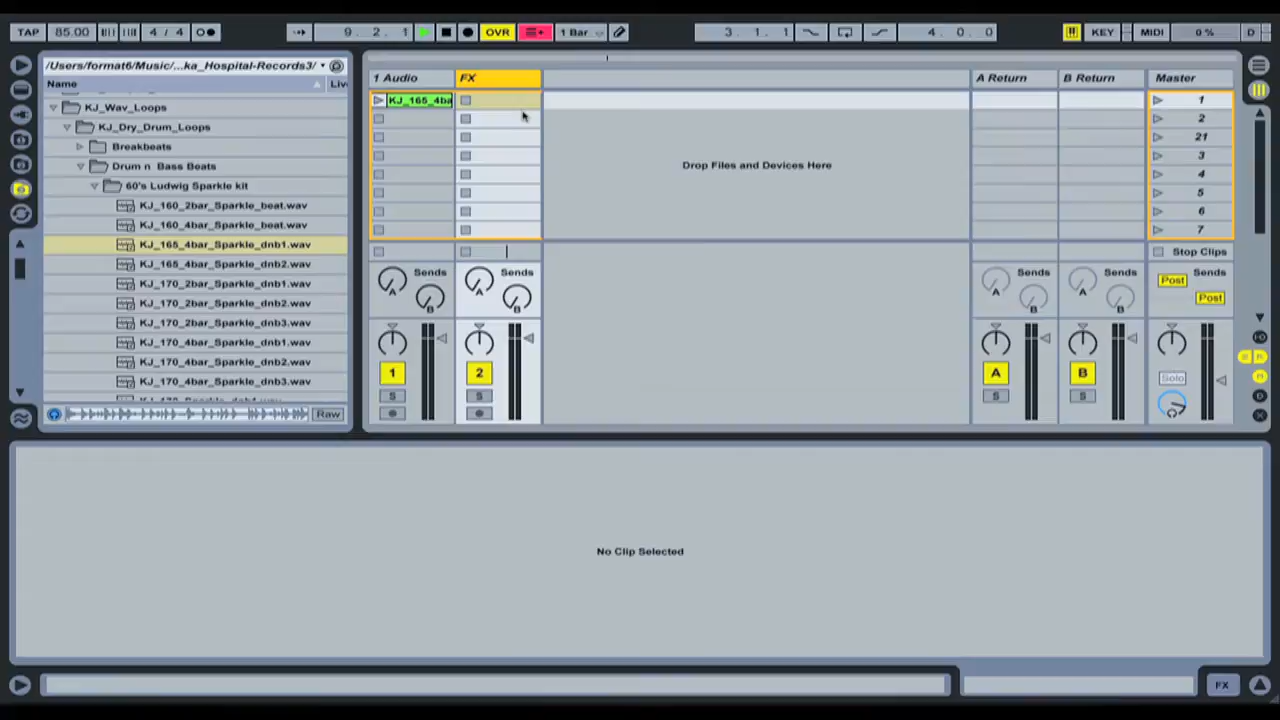 TAP 85.00 4 / 4 9. 2. 1 OVR 1 Bar 3. 1. 1 4. 0. 0 KEY MIDI 0 % D
/Users/format6/Music/...ka_Hospital-Records3/
Name Live
KJ_Wav_Loops
KJ_Dry_Drum_Loops
Breakbeats
Drum n Bass Beats
60's Ludwig Sparkle kit
KJ_160_2bar_Sparkle_beat.wav
KJ_160_4bar_Sparkle_beat.wav
KJ_165_4bar_Sparkle_dnb1.wav
KJ_165_4bar_Sparkle_dnb2.wav
KJ_170_2bar_Sparkle_dnb1.wav
KJ_170_2bar_Sparkle_dnb2.wav
KJ_170_2bar_Sparkle_dnb3.wav
KJ_170_4bar_Sparkle_dnb1.wav
KJ_170_4bar_Sparkle_dnb2.wav
KJ_170_4bar_Sparkle_dnb3.wav
Raw
1 Audio FX A Return B Return Master
KJ_165_4ba 1
2
21
3
4
5
6
7
Drop Files and Devices Here
Stop Clips
Sends Sends Sends Sends Sends
A B A B A B A B Post Post
1 2 A B Solo
S S S S
No Clip Selected
FX